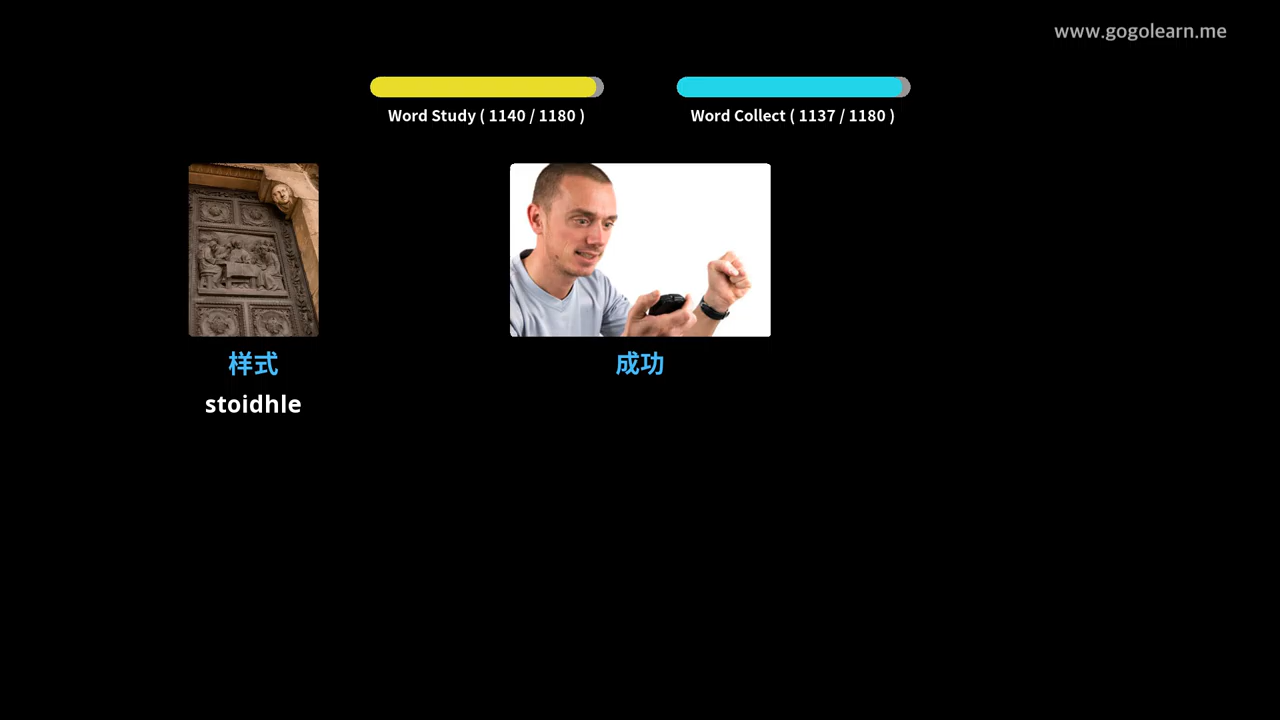 www.gogolearn.me
Word Study ( 1140 / 1180 )
Word Collect ( 1137 / 1180 )
样式
成功
stoidhle